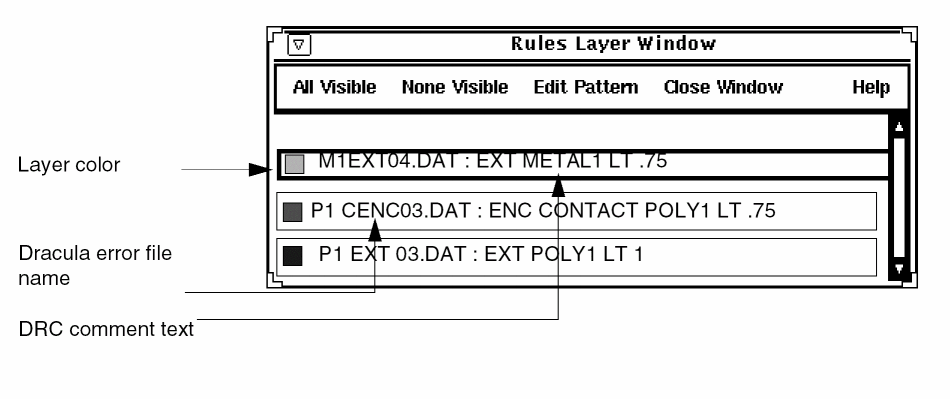 Rules Layer Window
All Visible None Visible Edit Pattern Close Window Help
Layer color
M1EXT04.DAT : EXT METAL1 LT .75
P1 CENC03.DAT : ENC CONTACT POLY1 LT .75
Dracula error file
name
P1 EXT 03.DAT : EXT POLY1 LT 1
DRC comment text